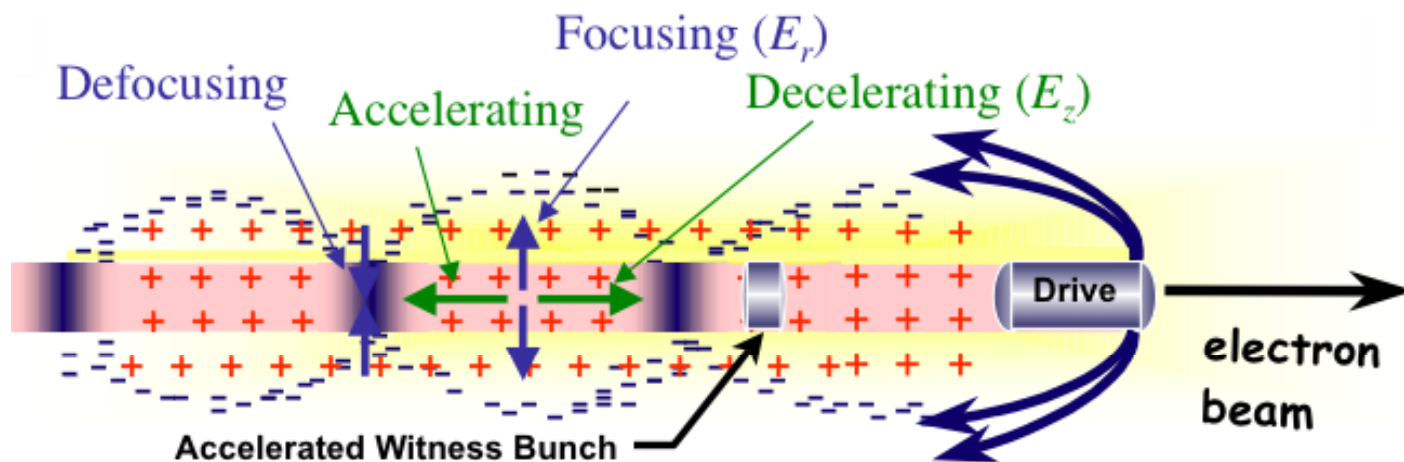 Focusing (E_r)
Defocusing
Accelerating
Decelerating (E_z)
Drive
electron
beam
Accelerated Witness Bunch